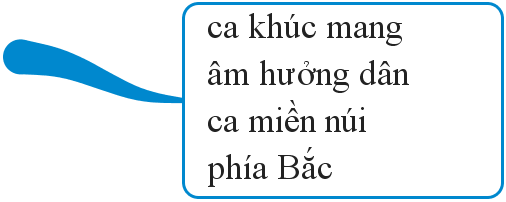 ca khúc mang
âm hưởng dân
ca miền núi
phía Bắc